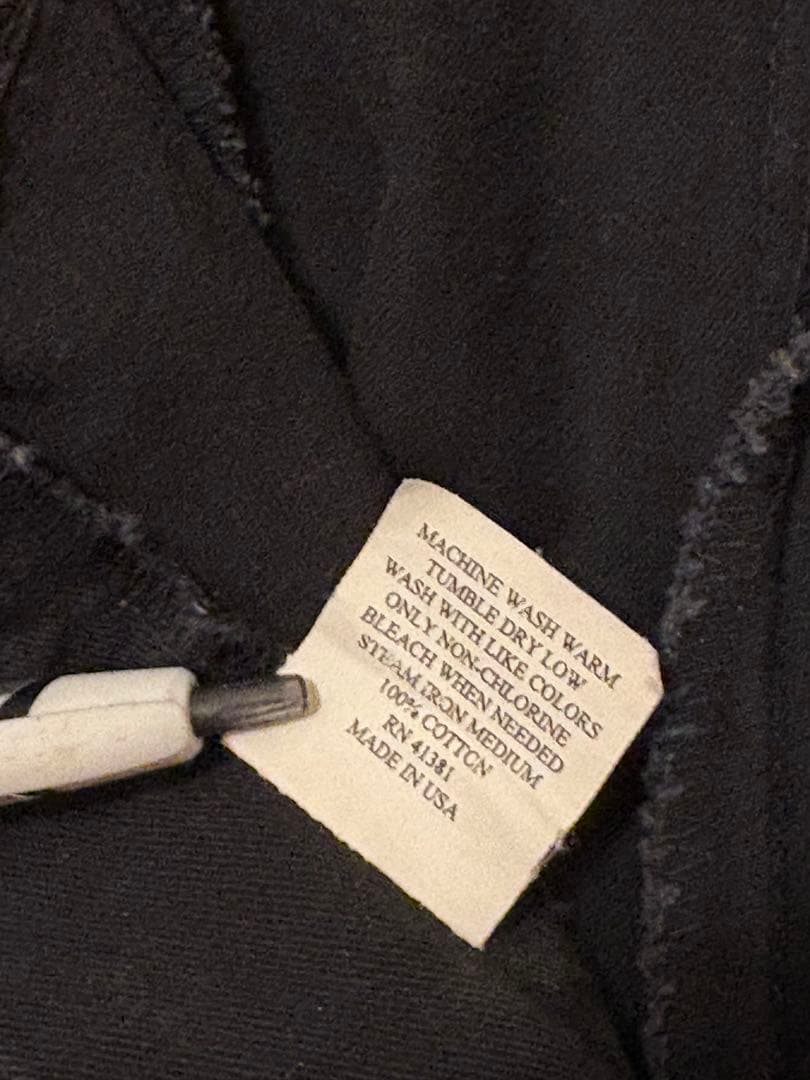 MACHINE WASH WARM
TUMBLE DRY LOW
WASH WITH LIKE COLORS
ONLY NON-CHLORINE
BLEACH WHEN NEEDED
STEAM IRON MEDIUM
100% COTTON
RN 41381
MADE IN USA